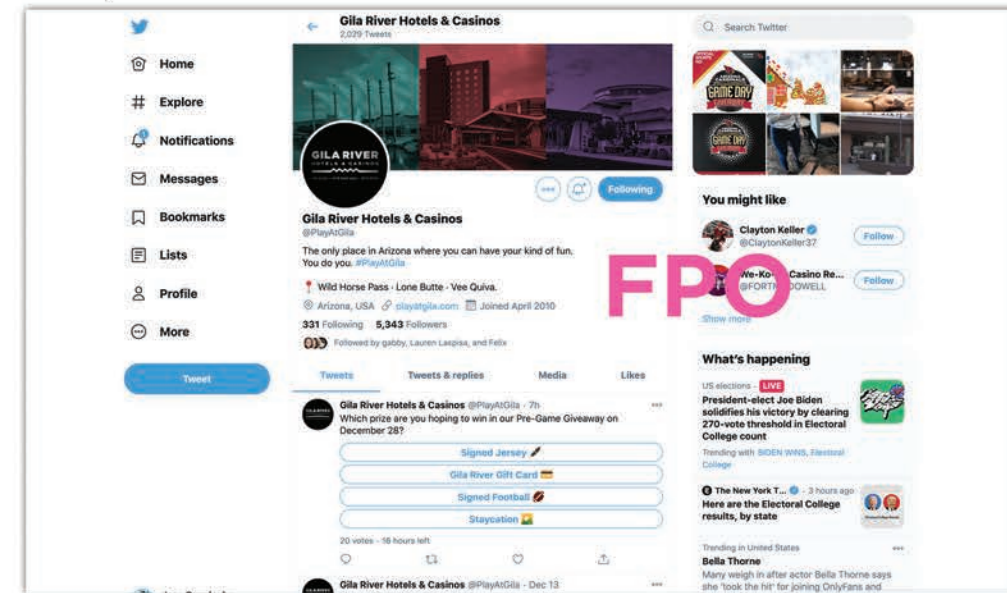 Home
Explore
Notifications
Messages
Bookmarks
Lists
Profile
More
Tweet
Gila River Hotels & Casinos
2,029 Tweets
GILA RIVER
HOTELS & CASINOS
Following
Gila River Hotels & Casinos
@PlayAtGila
The only place in Arizona where you can have your kind of fun.
You do you. #PlayAtGila
Wild Horse Pass · Lone Butte · Vee Quiva.
Arizona, USA playatgila.com Joined April 2010
331 Following 5,343 Followers
Followed by gabby, Lauren Laspisa, and Felix
Tweets Tweets & replies Media Likes
Gila River Hotels & Casinos @PlayAtGila · 7h
Which prize are you hoping to win in our Pre-Game Giveaway on
December 28?
Signed Jersey
Gila River Gift Card
Signed Football
Staycation
20 votes · 16 hours left
Gila River Hotels & Casinos @PlayAtGila · Dec 13
Search Twitter
GAME DAY
GAME DAY
You might like
Clayton Keller
@ClaytonKeller37
Follow
Casino Re...
Follow
Show more
FPO
What's happening
US elections · LIVE
President-elect Joe Biden
solidifies his victory by clearing
270-vote threshold in Electoral
College count
Trending with BIDEN WINS, Electoral
College
The New York T... · 3 hours ago
Here are the Electoral College
results, by state
Trending in United States
Bella Thorne
Many weigh in after actor Bella Thorne says
she 'took the hit' for joining OnlyFans and